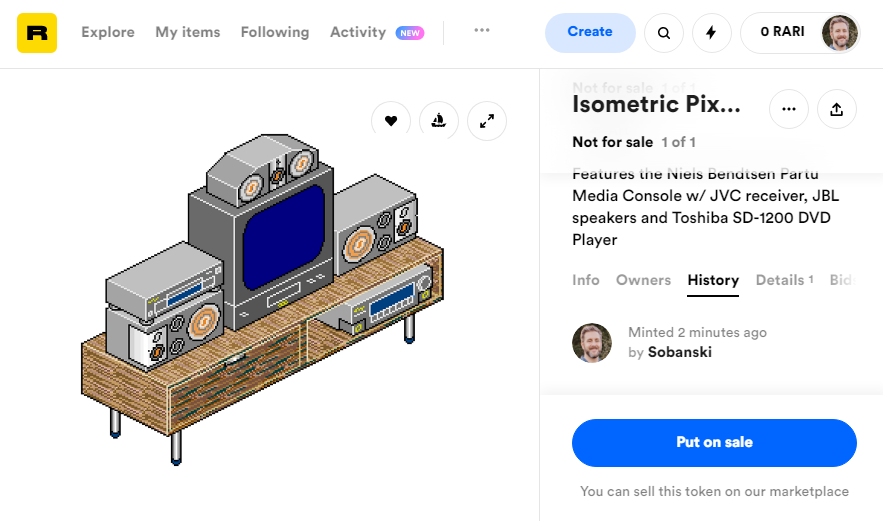 R
Explore My items Following Activity NEW ... Create 0 RARI
Not for sale 1 of 1
Isometric Pix...
Not for sale 1 of 1
Features the Niels Bendtsen Partu
Media Console w/ JVC receiver, JBL
speakers and Toshiba SD-1200 DVD
Player
Info Owners History Details 1 Bid
Minted 2 minutes ago
by Sobanski
Put on sale
You can sell this token on our marketplace